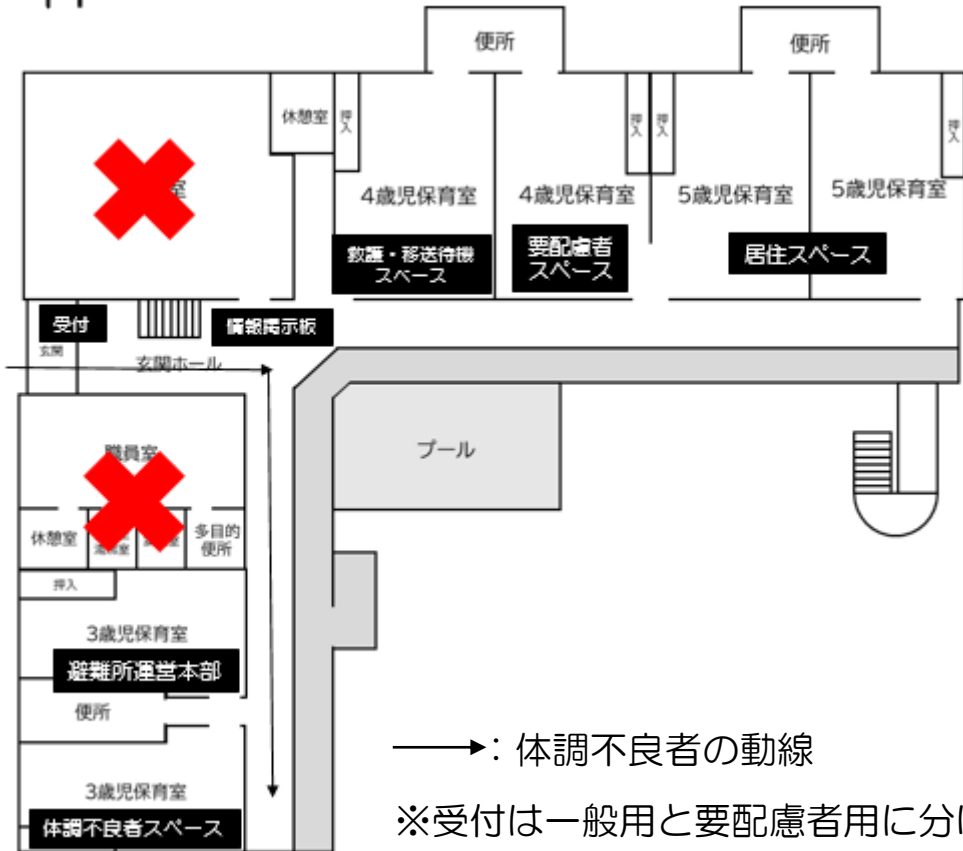 便所
便所
休憩室
押入
押入
押入
押入
室
4歳児保育室
4歳児保育室
5歳児保育室
5歳児保育室
救護・移送待機
スペース
要配慮者
スペース
居住スペース
受付
情報掲示板
玄関
玄関ホール
職員室
プール
休憩室
室
多目的
便所
押入
3歳児保育室
避難所運営本部
便所
3歳児保育室
体調不良者スペース
：体調不良者の動線
※受付は一般用と要配慮者用に分